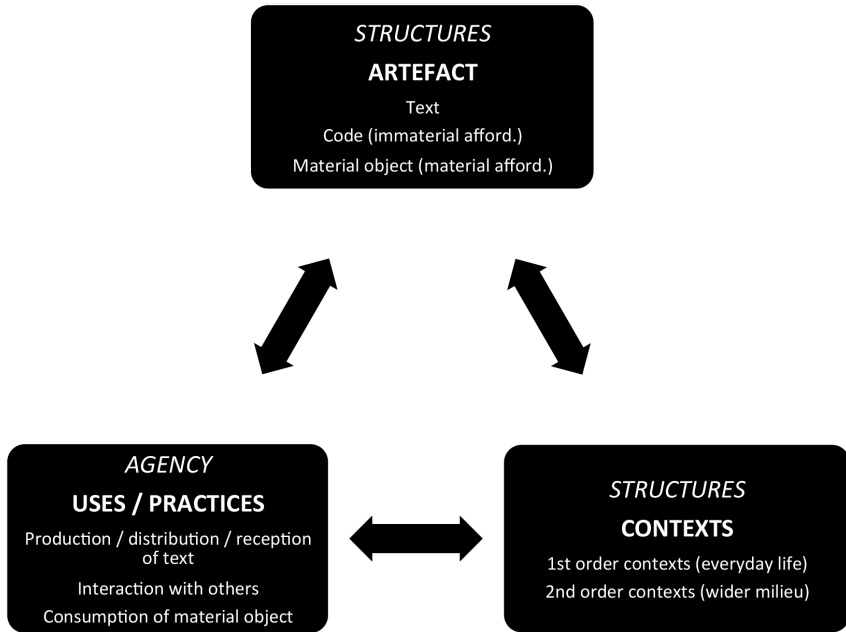 STRUCTURES
ARTEFACT
Text
Code (immaterial afford.)
Material object (material afford.)
AGENCY
USES / PRACTICES
Production / distribution / reception
of text
Interaction with others
Consumption of material object
STRUCTURES
CONTEXTS
1st order contexts (everyday life)
2nd order contexts (wider milieu)